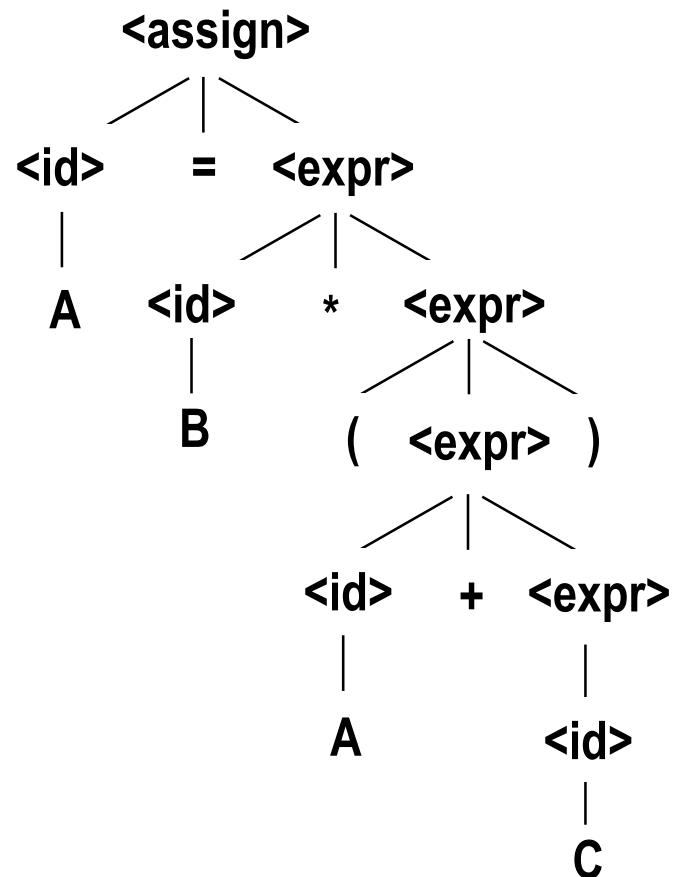 <assign>
<id> = <expr>
A <id> * <expr>
B ( <expr> )
<id> + <expr>
A <id>
C